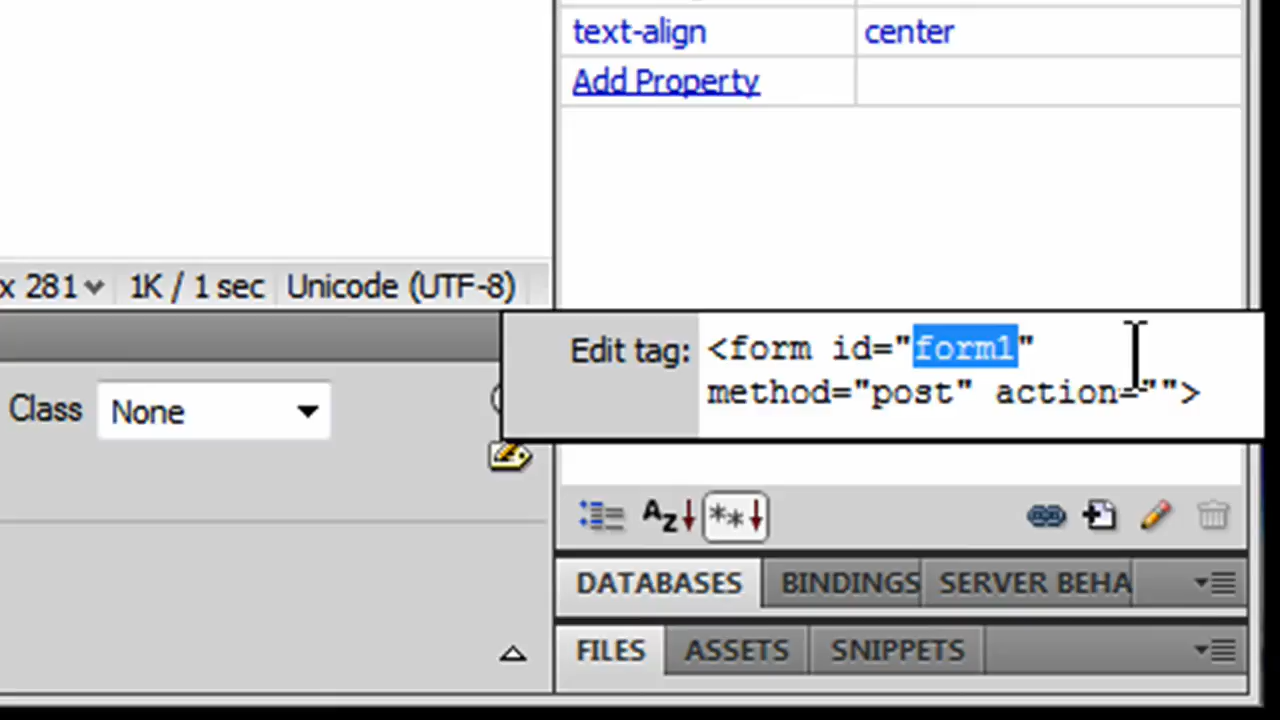 text-align center
Add Property
x 281 1K / 1 sec Unicode (UTF-8)
Edit tag: <form id="form1"
method="post" action="">
Class None
AZ **
DATABASES BINDINGS SERVER BEHA
FILES ASSETS SNIPPETS